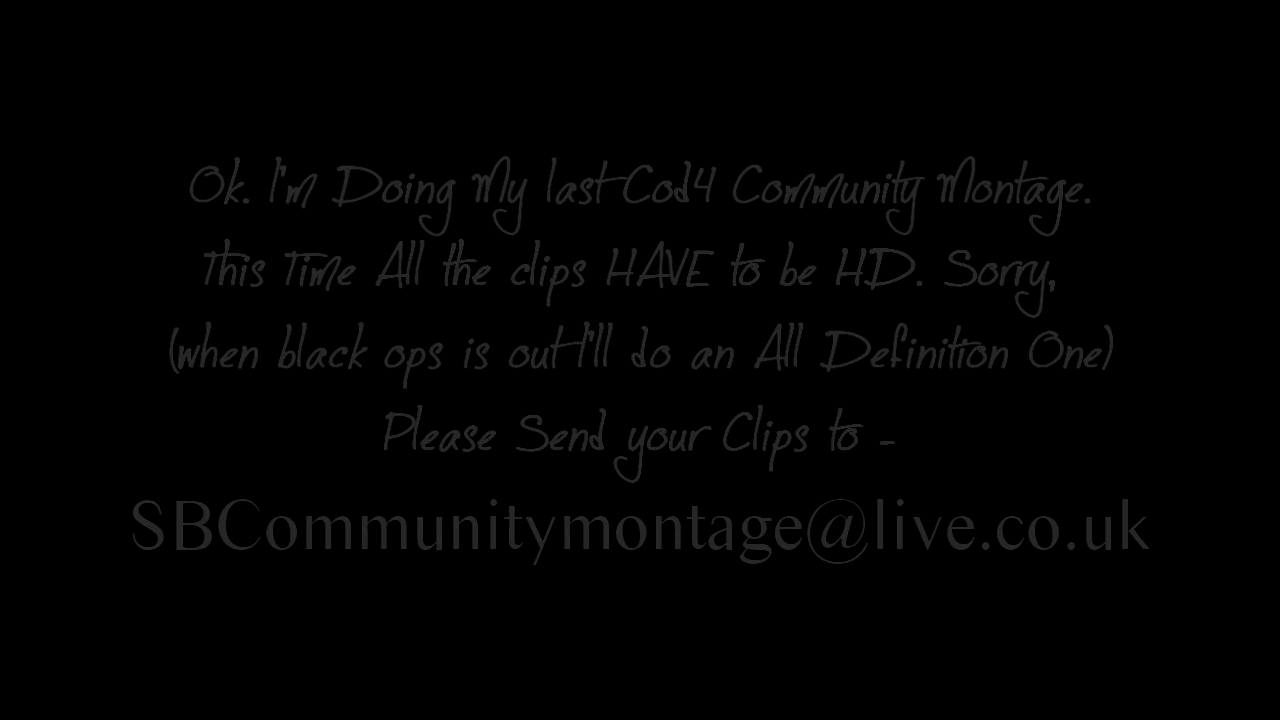 Ok. I'm Doing My last Cod4 Community Montage.
This Time All the clips HAVE to be H.D. Sorry,
(when black ops is out I'll do an All Definition One)
Please Send your Clips to -
SBCommunitymontage@live.co.uk